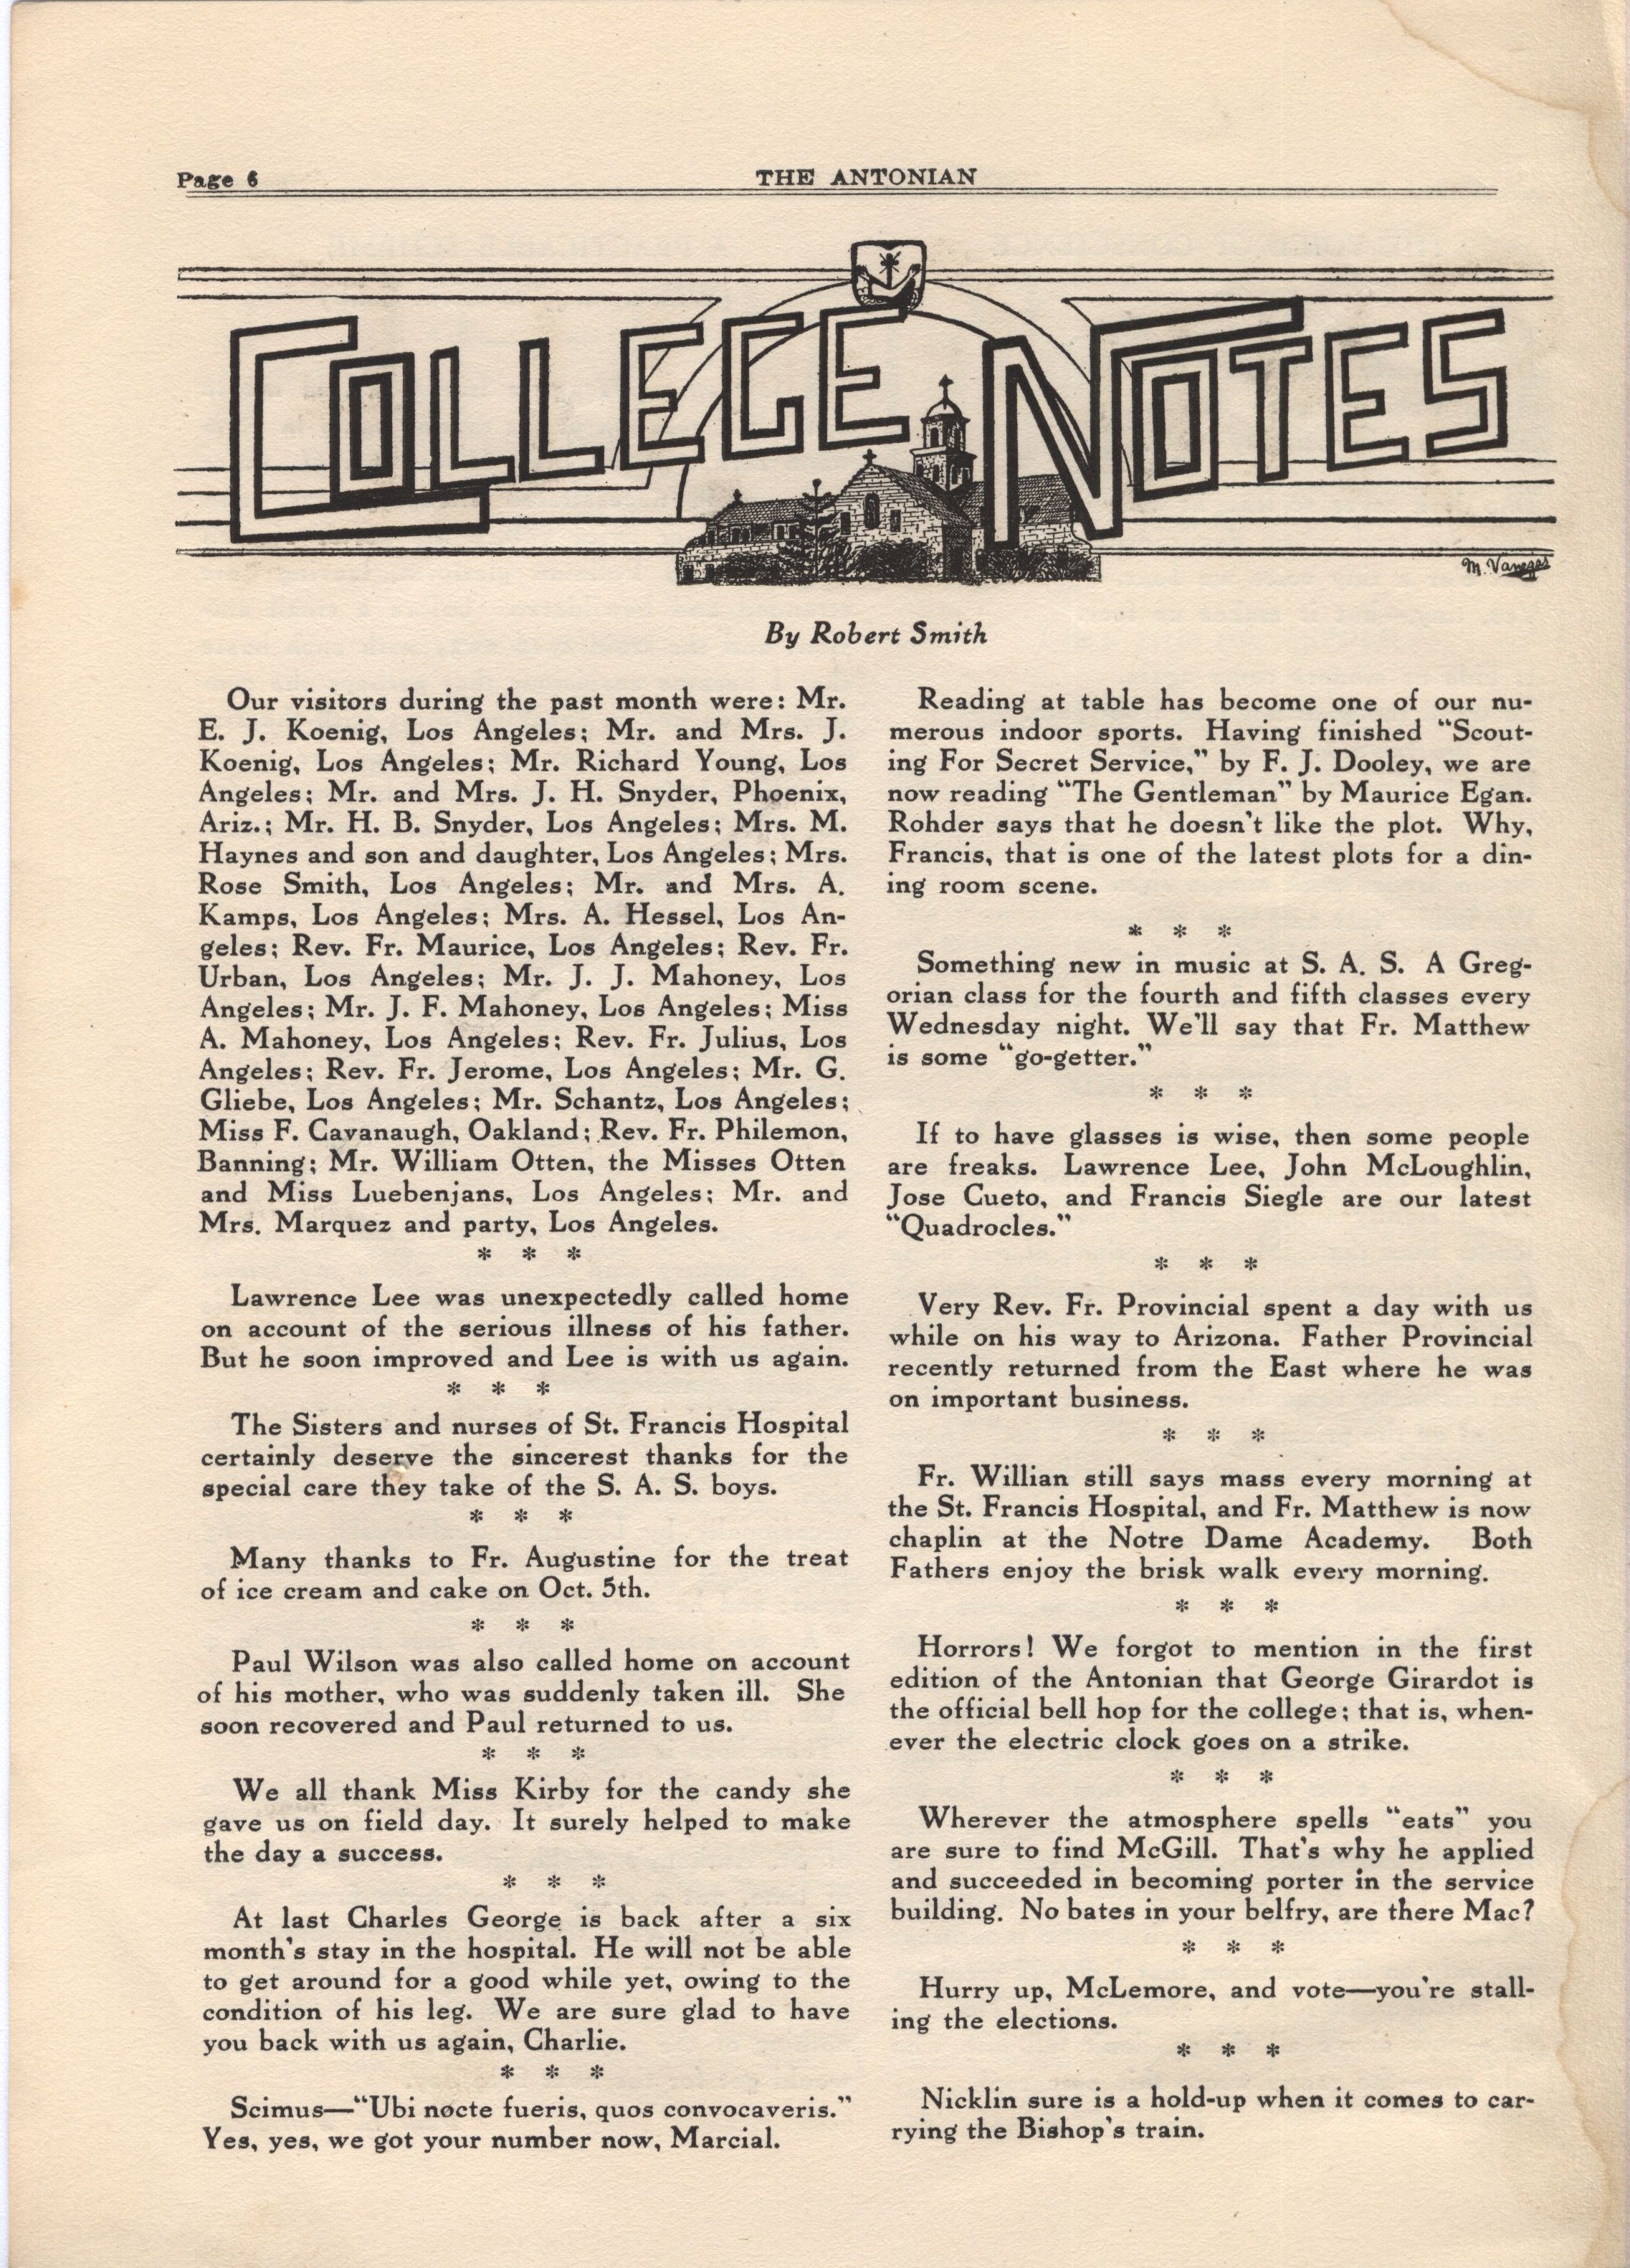 Page 6
THE ANTONIAN
COLLEGE NOTES
M. Vanegas
By Robert Smith
Our visitors during the past month were: Mr.
E. J. Koenig, Los Angeles; Mr. and Mrs. J.
Koenig, Los Angeles; Mr. Richard Young, Los
Angeles; Mr. and Mrs. J. H. Snyder, Phoenix,
Ariz.; Mr. H. B. Snyder, Los Angeles; Mrs. M.
Haynes and son and daughter, Los Angeles; Mrs.
Rose Smith, Los Angeles; Mr. and Mrs. A.
Kamps, Los Angeles; Mrs. A. Hessel, Los An-
geles; Rev. Fr. Maurice, Los Angeles; Rev. Fr.
Urban, Los Angeles; Mr. J. J. Mahoney, Los
Angeles; Mr. J. F. Mahoney, Los Angeles; Miss
A. Mahoney, Los Angeles; Rev. Fr. Julius, Los
Angeles; Rev. Fr. Jerome, Los Angeles; Mr. G.
Gliebe, Los Angeles; Mr. Schantz, Los Angeles;
Miss F. Cavanaugh, Oakland; Rev. Fr. Philemon,
Banning; Mr. William Otten, the Misses Otten
and Miss Luebenjans, Los Angeles; Mr. and
Mrs. Marquez and party, Los Angeles.
* * *
Lawrence Lee was unexpectedly called home
on account of the serious illness of his father.
But he soon improved and Lee is with us again.
* * *
The Sisters and nurses of St. Francis Hospital
certainly deserve the sincerest thanks for the
special care they take of the S. A. S. boys.
* * *
Many thanks to Fr. Augustine for the treat
of ice cream and cake on Oct. 5th.
* * *
Paul Wilson was also called home on account
of his mother, who was suddenly taken ill. She
soon recovered and Paul returned to us.
* * *
We all thank Miss Kirby for the candy she
gave us on field day. It surely helped to make
the day a success.
* * *
At last Charles George is back after a six
month's stay in the hospital. He will not be able
to get around for a good while yet, owing to the
condition of his leg. We are sure glad to have
you back with us again, Charlie.
* * *
Scimus—"Ubi nocte fueris, quos convocaveris."
Yes, yes, we got your number now, Marcial.
Reading at table has become one of our nu-
merous indoor sports. Having finished "Scout-
ing For Secret Service," by F. J. Dooley, we are
now reading "The Gentleman" by Maurice Egan.
Rohder says that he doesn't like the plot. Why,
Francis, that is one of the latest plots for a din-
ing room scene.
* * *
Something new in music at S. A. S. A Greg-
orian class for the fourth and fifth classes every
Wednesday night. We'll say that Fr. Matthew
is some "go-getter."
* * *
If to have glasses is wise, then some people
are freaks. Lawrence Lee, John McLoughlin,
Jose Cueto, and Francis Siegle are our latest
"Quadrocles."
* * *
Very Rev. Fr. Provincial spent a day with us
while on his way to Arizona. Father Provincial
recently returned from the East where he was
on important business.
* * *
Fr. Willian still says mass every morning at
the St. Francis Hospital, and Fr. Matthew is now
chaplin at the Notre Dame Academy. Both
Fathers enjoy the brisk walk every morning.
* * *
Horrors! We forgot to mention in the first
edition of the Antonian that George Girardot is
the official bell hop for the college; that is, when-
ever the electric clock goes on a strike.
* * *
Wherever the atmosphere spells "eats" you
are sure to find McGill. That's why he applied
and succeeded in becoming porter in the service
building. No bates in your belfry, are there Mac?
* * *
Hurry up, McLemore, and vote—you're stall-
ing the elections.
* * *
Nicklin sure is a hold-up when it comes to car-
rying the Bishop's train.